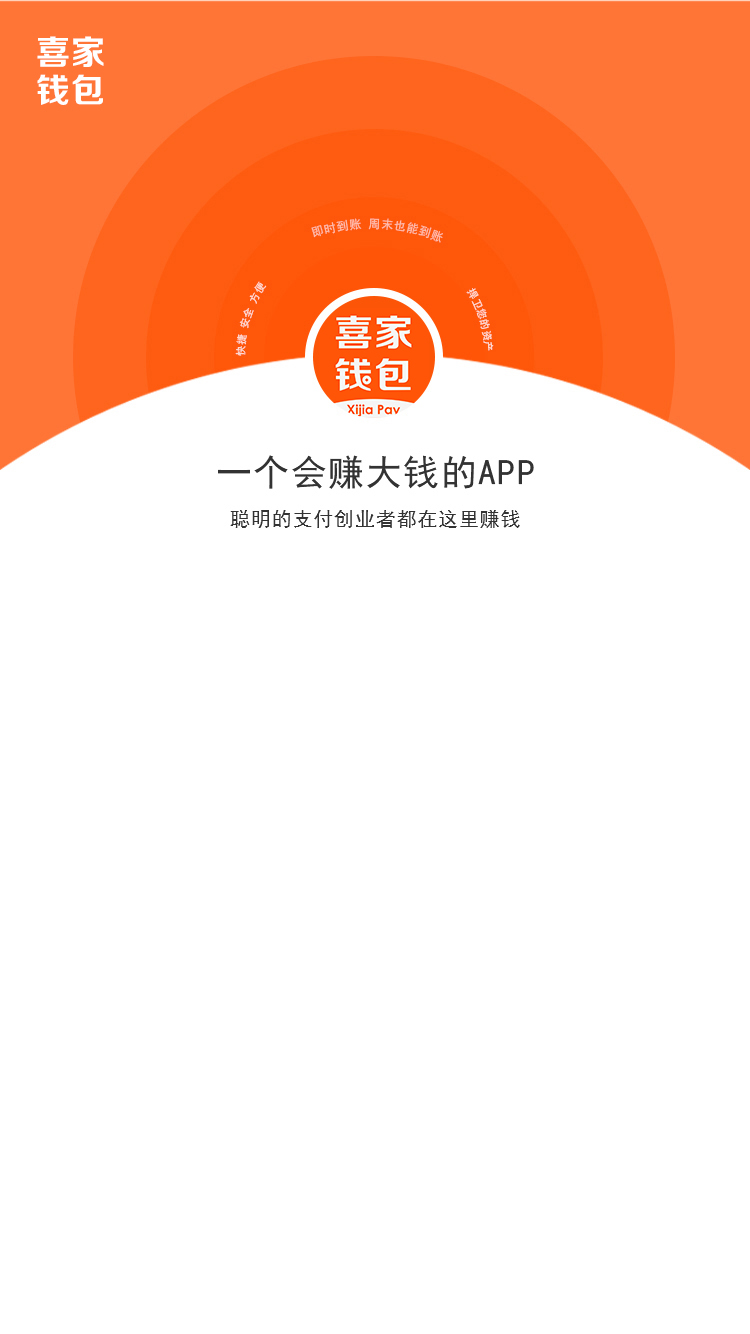 喜家
钱包
即时到账 周末也能到账
快捷 安全 方便
捍卫您的资产
喜家
钱包
Xijia Pav
一个会赚大钱的APP
聪明的支付创业者都在这里赚钱